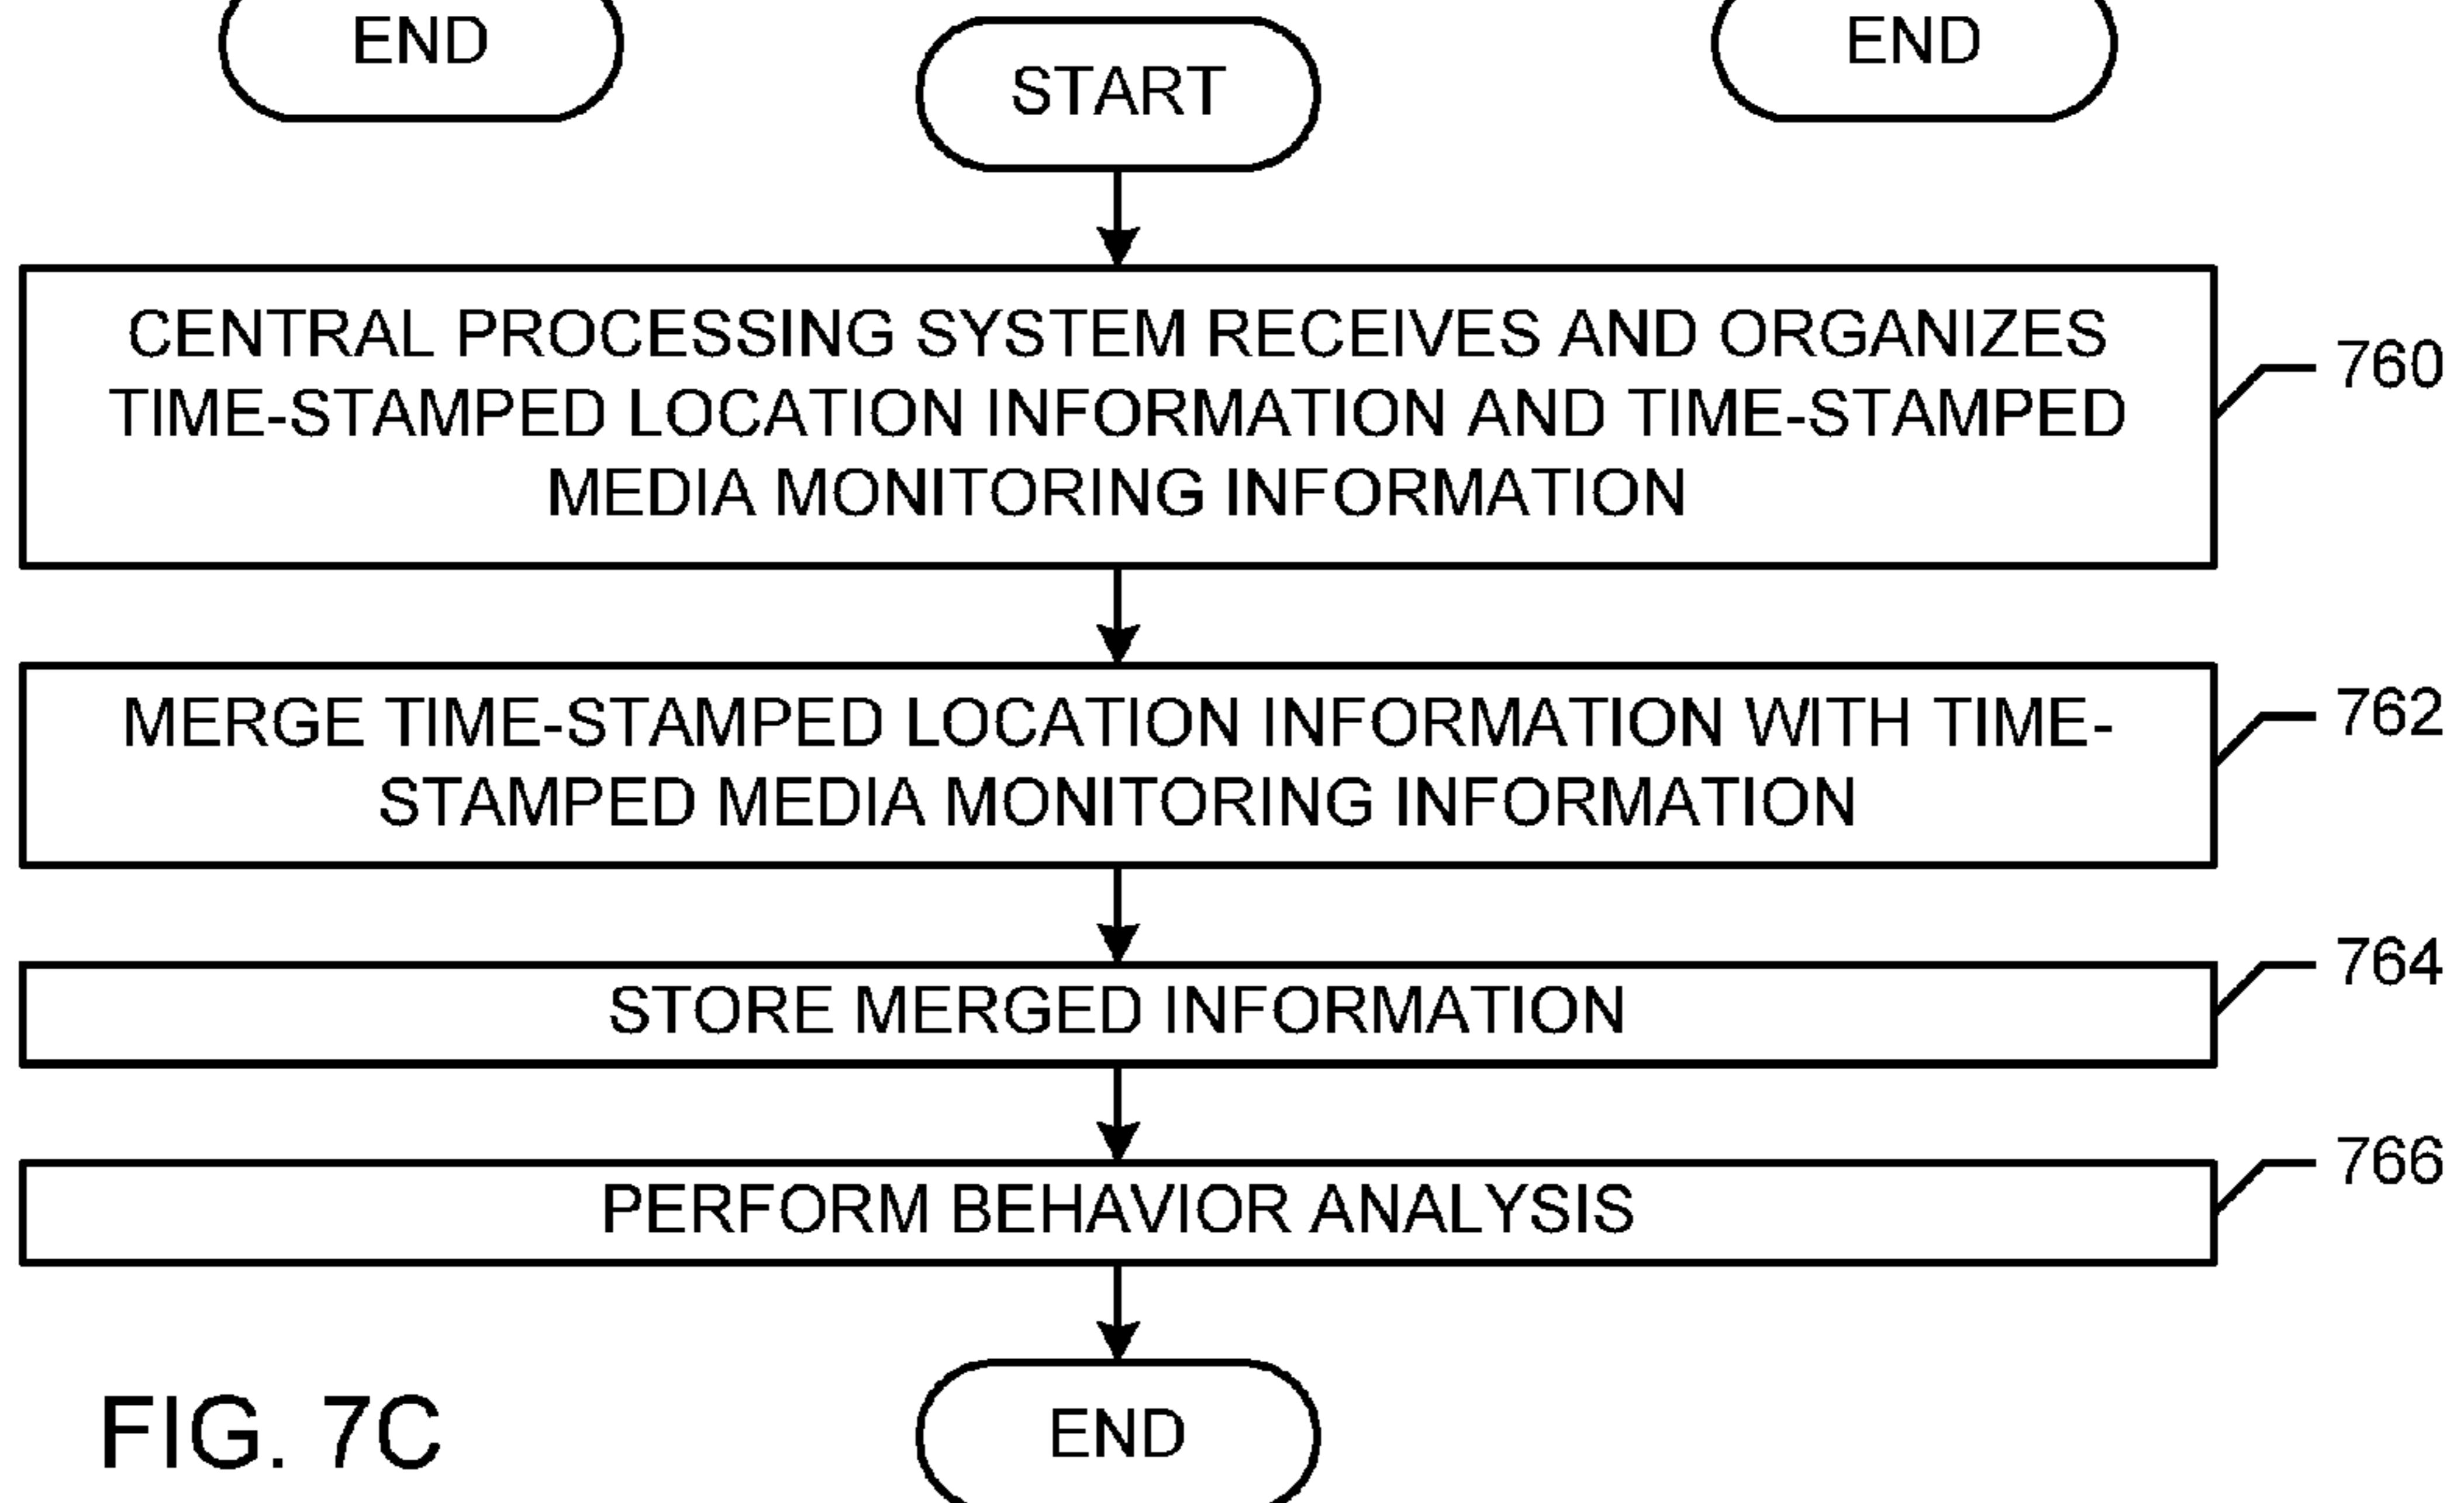 END
END
START
CENTRAL PROCESSING SYSTEM RECEIVES AND ORGANIZES
TIME-STAMPED LOCATION INFORMATION AND TIME-STAMPED
MEDIA MONITORING INFORMATION
760
MERGE TIME-STAMPED LOCATION INFORMATION WITH TIME-
STAMPED MEDIA MONITORING INFORMATION
762
STORE MERGED INFORMATION
764
PERFORM BEHAVIOR ANALYSIS
766
END
FIG. 7C